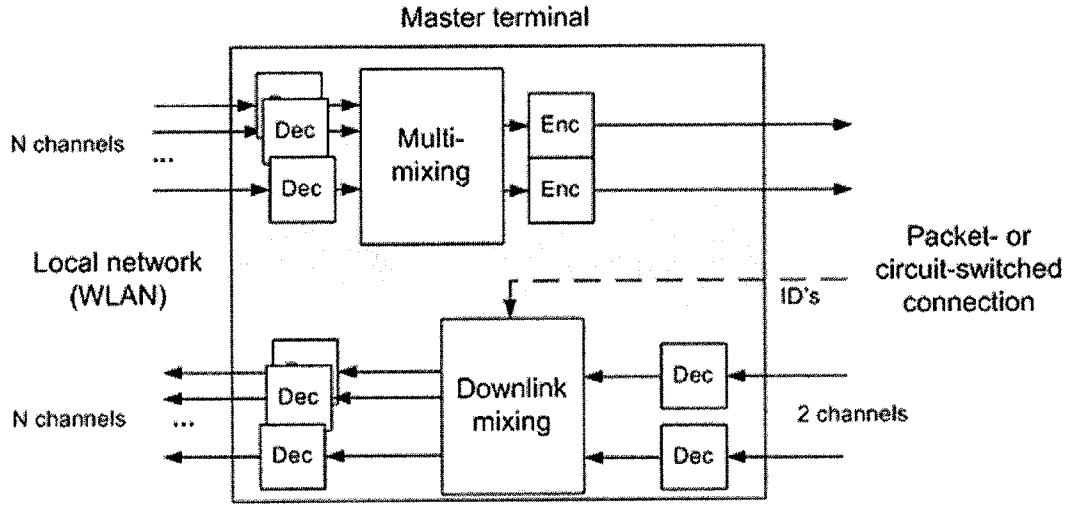 Master terminal
Dec
Dec
Multi-
mixing
Enc
Enc
N channels
...
Local network
(WLAN)
Packet- or
circuit-switched
connection
ID's
Dec
Dec
Downlink
mixing
Dec
Dec
N channels
...
2 channels